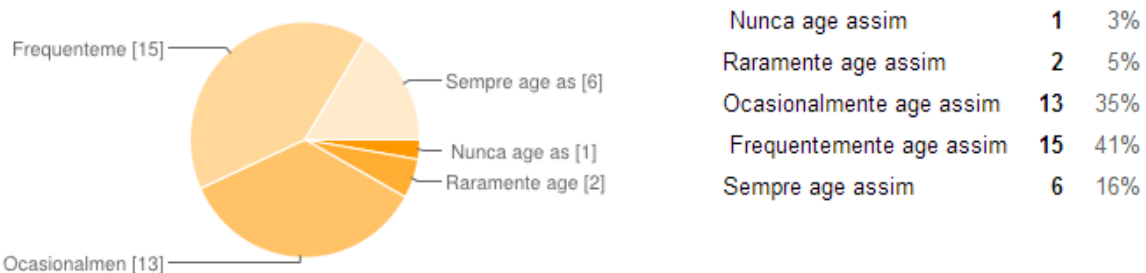 Frequenteme [15]
Sempre age as [6]
Nunca age as [1]
Raramente age [2]
Ocasionalmen [13]
Nunca age assim 1 3%
Raramente age assim 2 5%
Ocasionalmente age assim 13 35%
Frequentemente age assim 15 41%
Sempre age assim 6 16%